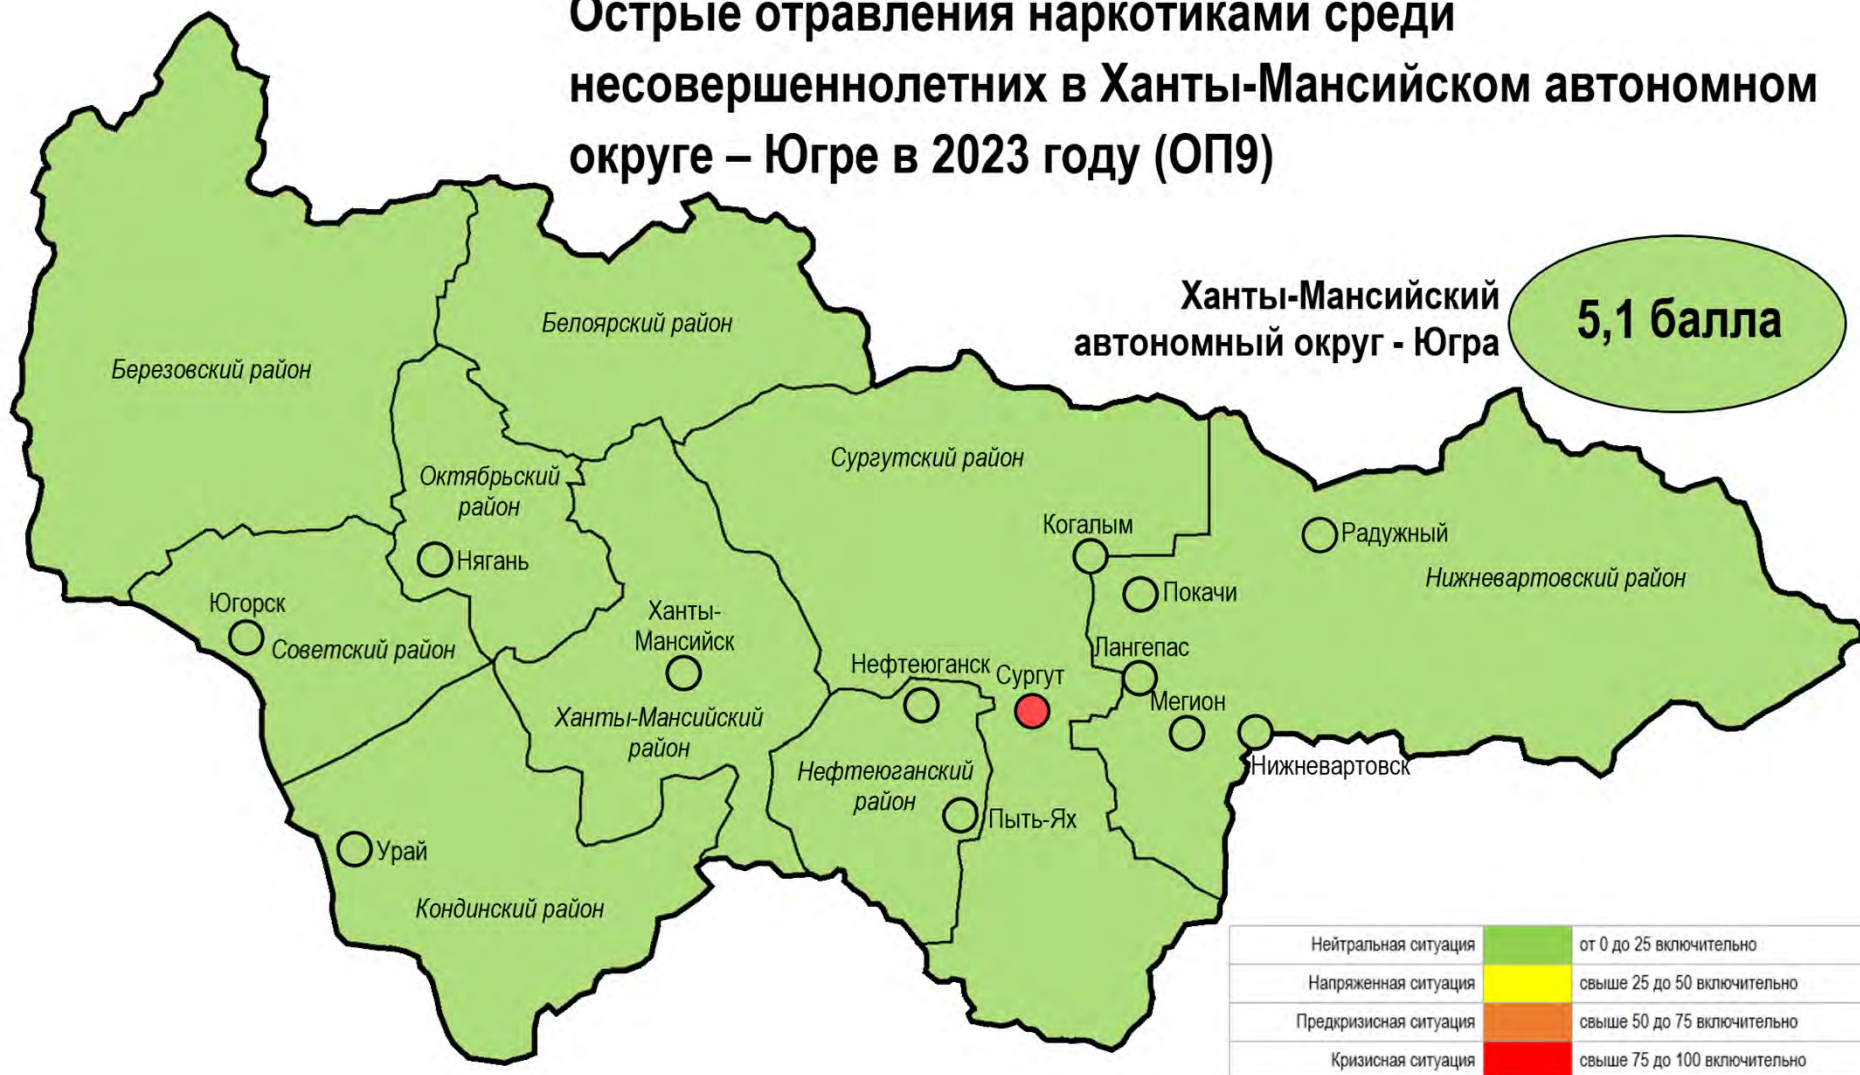 Острые отравления наркотиками среди
несовершеннолетних в Ханты-Мансийском автономном
округе – Югре в 2023 году (ОП9)
Ханты-Мансийский
автономный округ - Югра
5,1 балла
Белоярский район
Березовский район
Сургутский район
Октябрьский
район
Когалым
Радужный
Нягань
Нижневартовский район
Покачи
Югорск
Ханты-
Мансийск
Советский район
Лангепас
Нефтеюганск
Сургут
Мегион
Ханты-Мансийский
район
Нижневартовск
Нефтеюганский
район
Пыть-Ях
Урай
Кондинский район
Нейтральная ситуация от 0 до 25 включительно
Напряженная ситуация свыше 25 до 50 включительно
Предкризисная ситуация свыше 50 до 75 включительно
Кризисная ситуация свыше 75 до 100 включительно